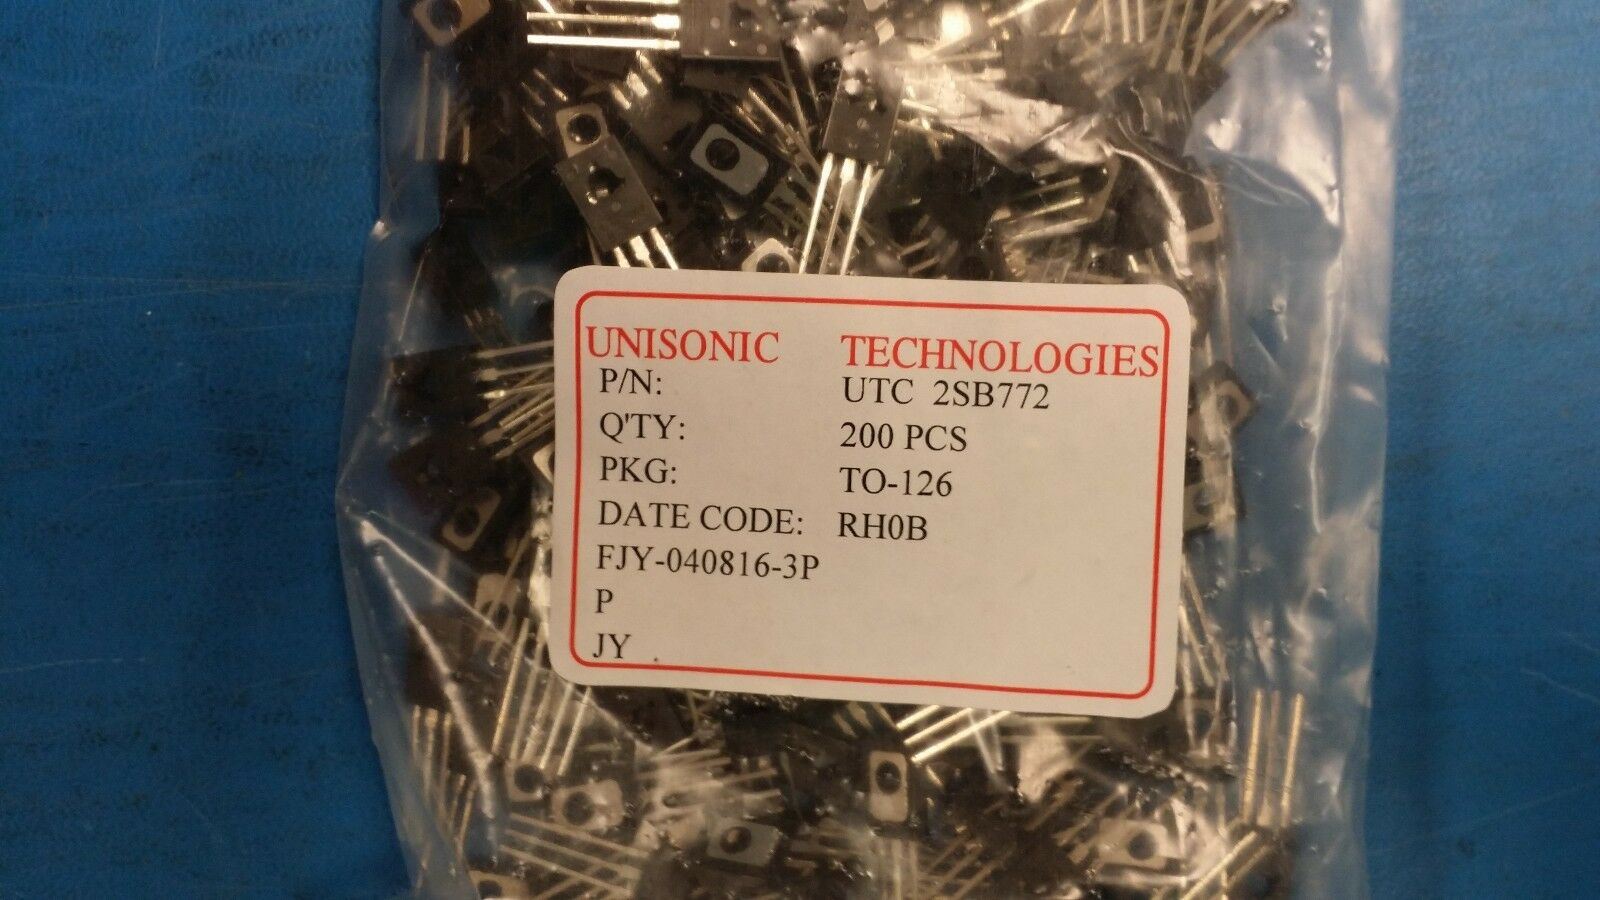 UNISONIC TECHNOLOGIES
P/N: UTC 2SB772
Q'TY: 200 PCS
PKG: TO-126
DATE CODE: RH0B
FJY-040816-3P
P
JY